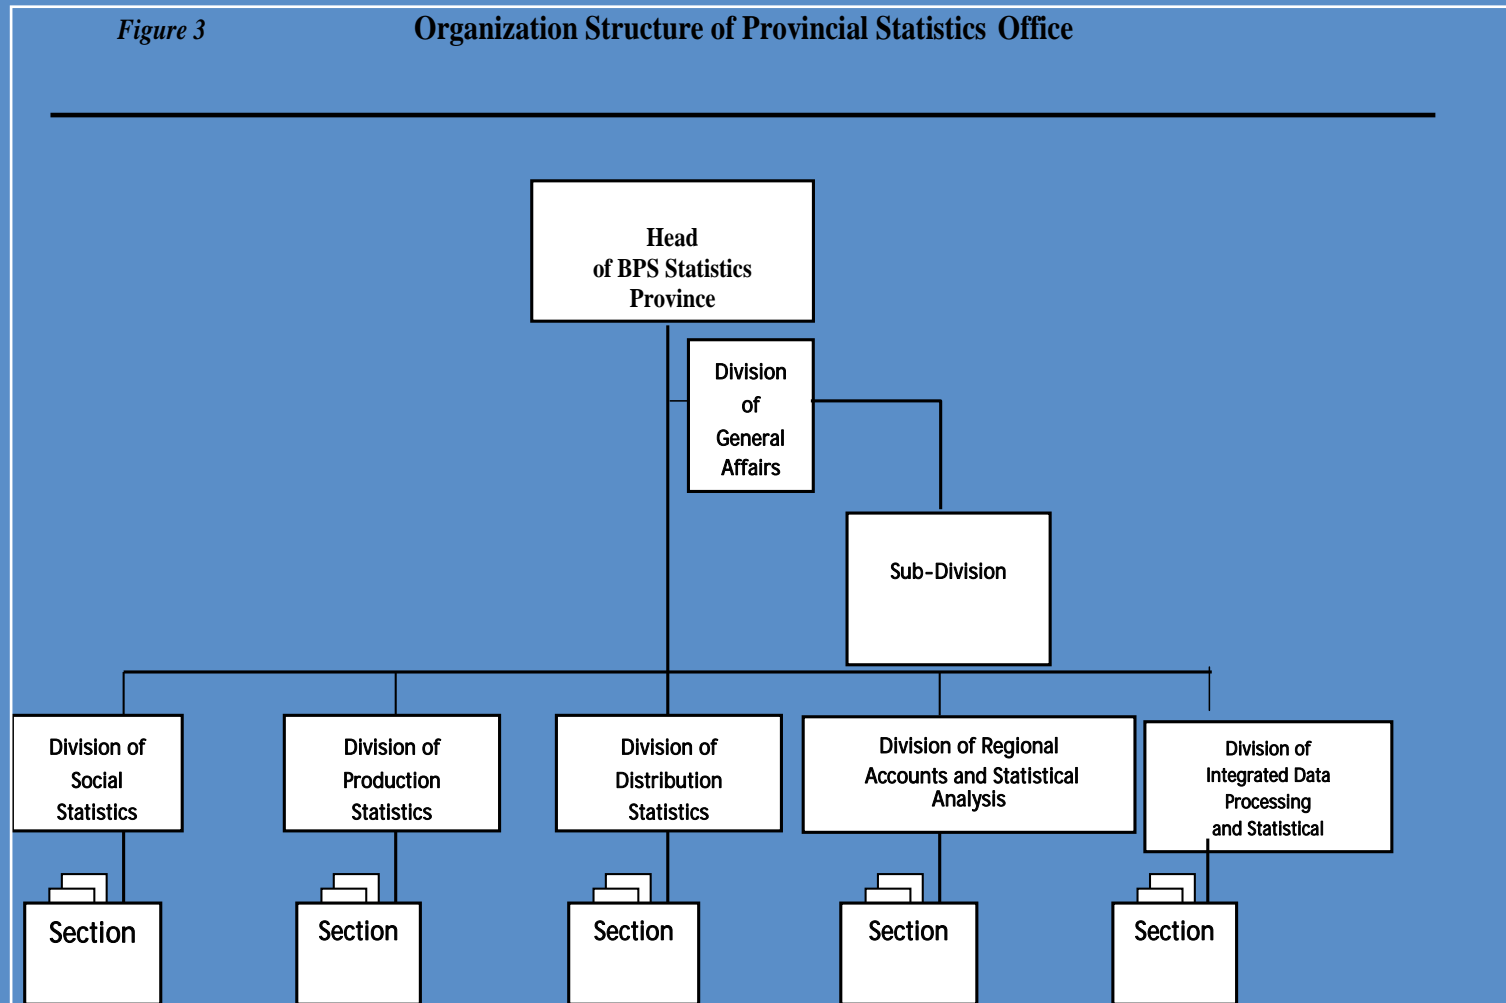 Figure 3 Organization Structure of Provincial Statistics Office
Head
of BPS Statistics
Province
Division
of
General
Affairs
Sub-Division
Division of
Social
Statistics
Division of
Production
Statistics
Division of
Distribution
Statistics
Division of Regional
Accounts and Statistical
Analysis
Division of
Integrated Data
Processing
and Statistical
Section
Section
Section
Section
Section